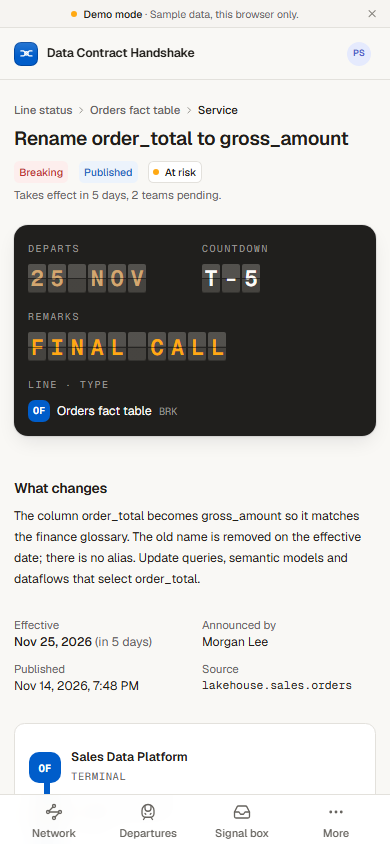 Demo mode · Sample data, this browser only.
Data Contract Handshake
PS
Line status > Orders fact table > Service
Rename order_total to gross_amount
Breaking Published At risk
Takes effect in 5 days, 2 teams pending.
DEPARTS COUNTDOWN
25 NOV T-5
REMARKS
FINAL CALL
LINE · TYPE
OF Orders fact table BRK
What changes
The column order_total becomes gross_amount so it matches
the finance glossary. The old name is removed on the effective
date; there is no alias. Update queries, semantic models and
dataflows that select order_total.
Effective Announced by
Nov 25, 2026 (in 5 days) Morgan Lee
Published Source
Nov 14, 2026, 7:48 PM lakehouse.sales.orders
Sales Data Platform
OF
TERMINAL
Network Departures Signal box More